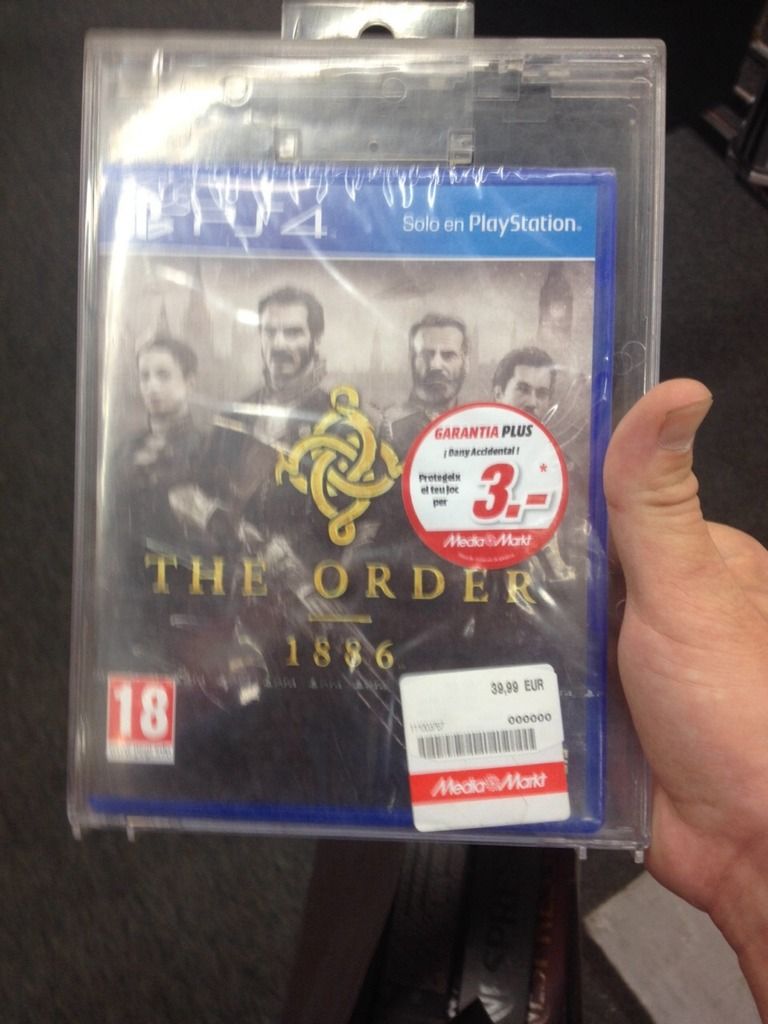 PS4
Solo en PlayStation®
GARANTIA PLUS
¡Dany Accidental!
Protegeix
el teu joc
per
3.-*
Media Markt
THE ORDER
1886
18
39,99 EUR
000000
Media Markt